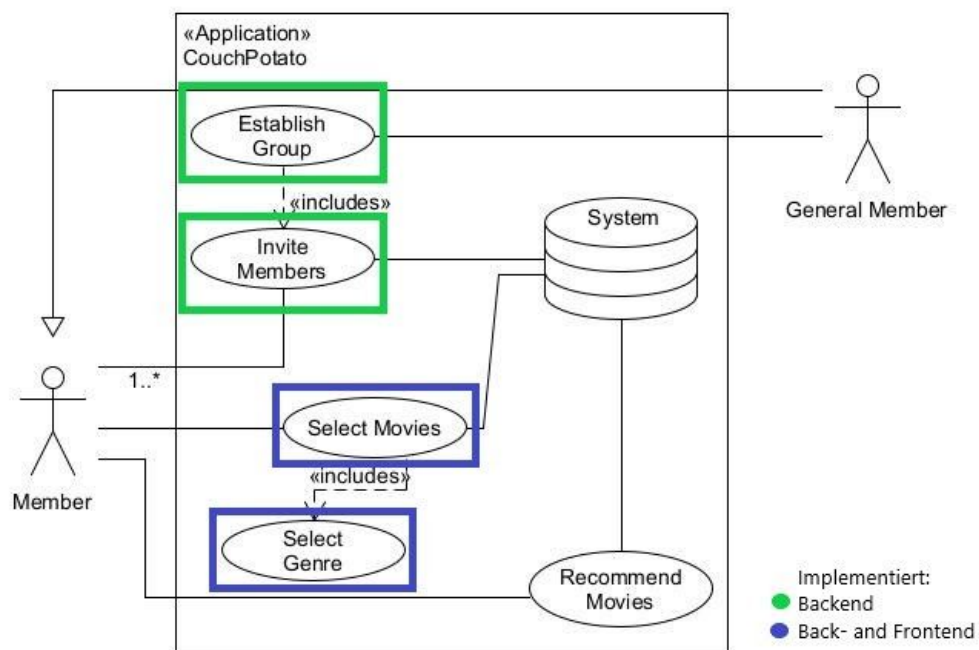 «Application»
CouchPotato
Establish
Group
«includes»
Invite
Members
System
General Member
1..*
Select Movies
«includes»
Member
Select
Genre
Recommend
Movies
Implementiert:
Backend
Back- and Frontend